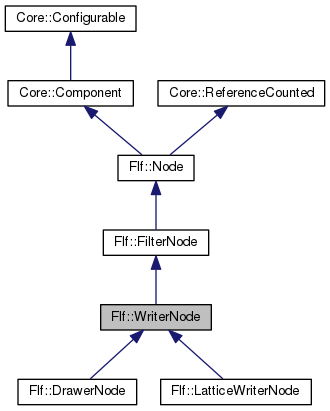 Core::Configurable
Core::Component
Core::ReferenceCounted
Flf::Node
Flf::FilterNode
Flf::WriterNode
Flf::DrawerNode
Flf::LatticeWriterNode